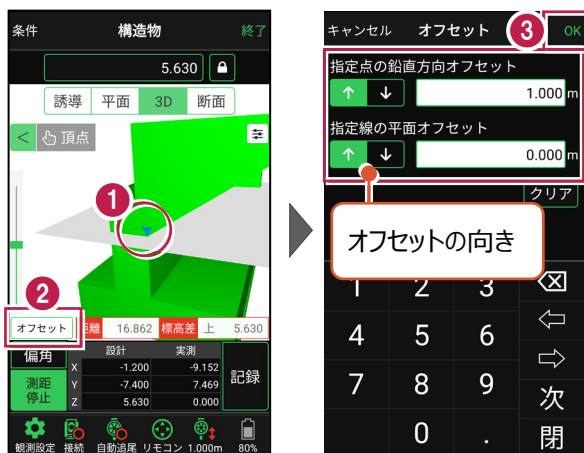 条件 構造物 終了
5.630
誘導 平面 3D 断面
< 頂点
1
2
オフセット 距離 16.862 標高差 上 5.630
偏角 設計 実測
X -1.200 -9.152
測距 Y -7.400 7.469 記録
停止 Z 5.630 0.000
観測設定 接続 自動追尾 リモコン 1.000m 80%
キャンセル オフセット 3 OK
指定点の鉛直方向オフセット
↑ ↓ 1.000 m
指定線の平面オフセット
↑ ↓ 0.000 m
クリア
オフセットの向き
1 2 3
4 5 6
7 8 9 次
0 . 閉